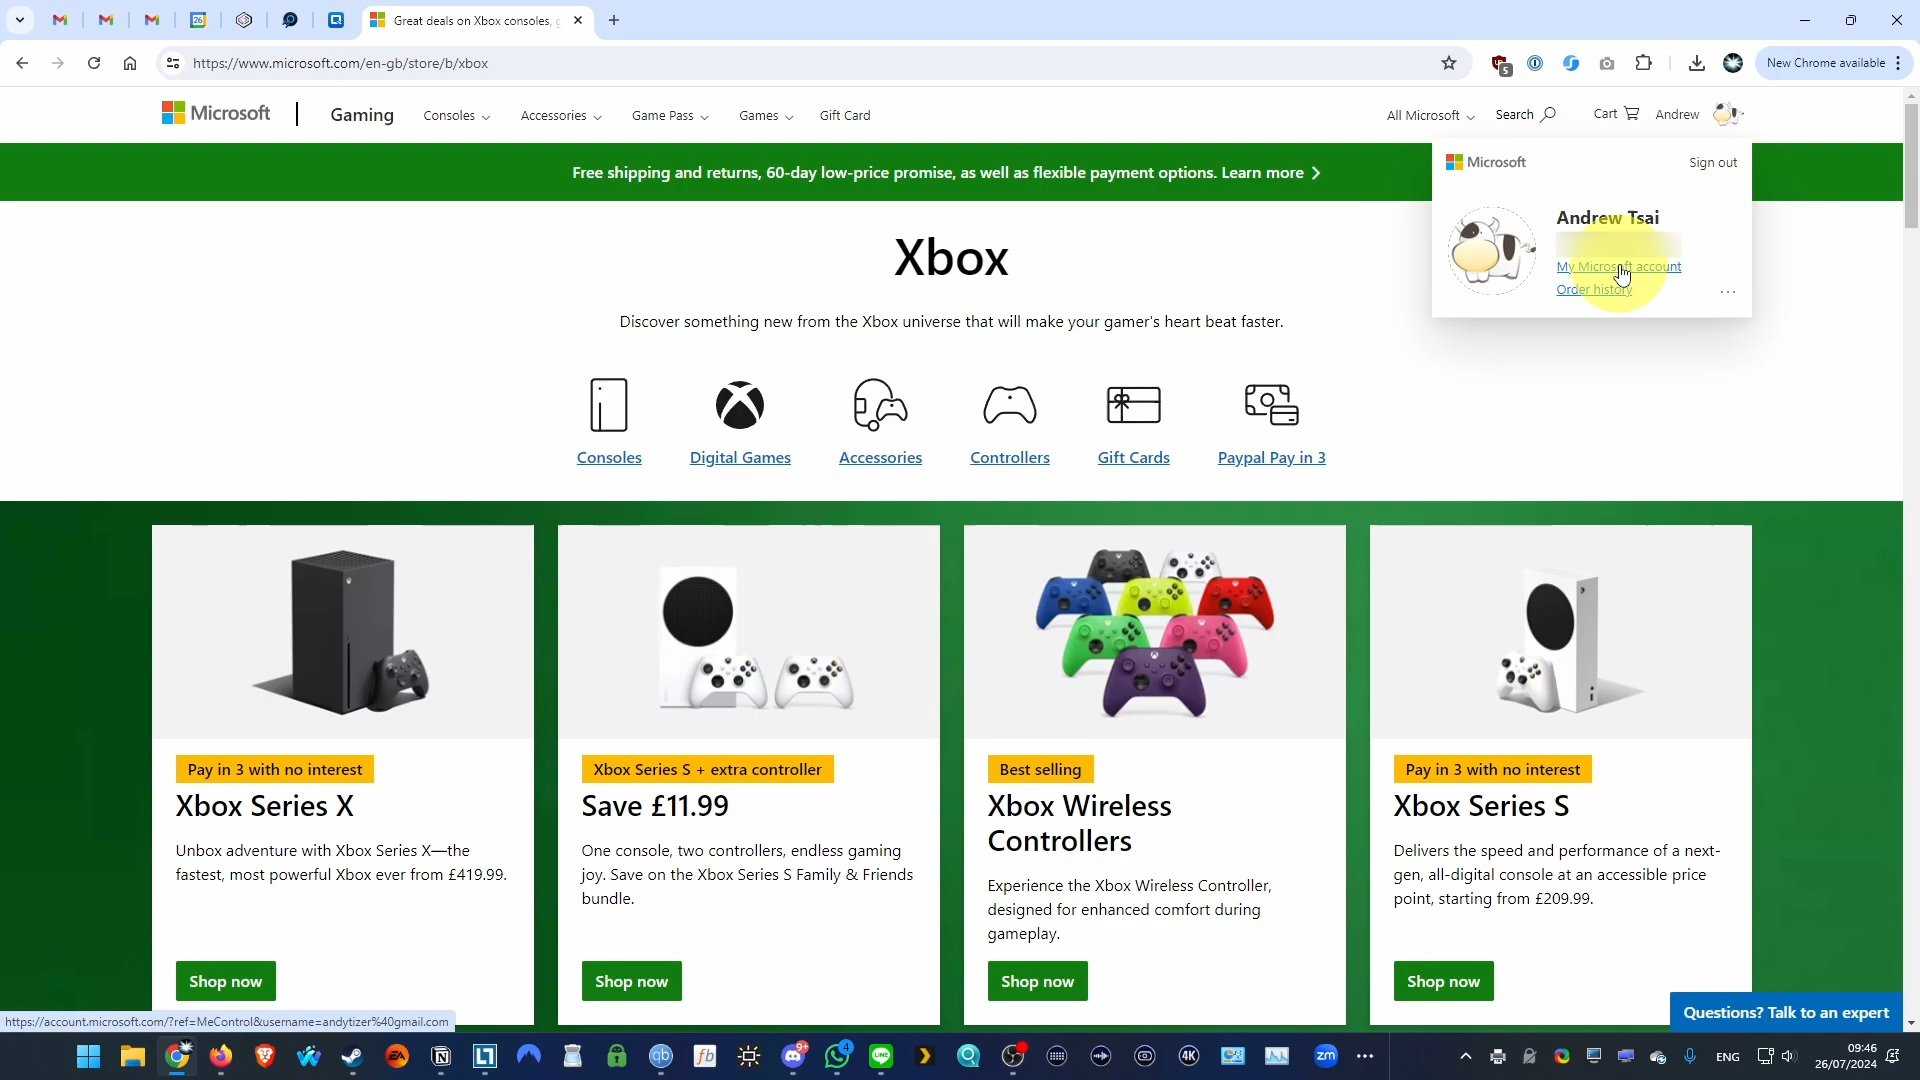 Great deals on Xbox consoles, g
https://www.microsoft.com/en-gb/store/b/xbox
5
New Chrome available
Microsoft
Gaming
Consoles
Accessories
Game Pass
Games
Gift Card
All Microsoft
Search
Cart
Andrew
Free shipping and returns, 60-day low-price promise, as well as flexible payment options. Learn more
Microsoft
Sign out
Andrew Tsai
My Microsoft account
Order history
Xbox
Discover something new from the Xbox universe that will make your gamer's heart beat faster.
Consoles
Digital Games
Accessories
Controllers
Gift Cards
Paypal Pay in 3
Pay in 3 with no interest
Xbox Series X
Unbox adventure with Xbox Series X—the
fastest, most powerful Xbox ever from £419.99.
Shop now
Xbox Series S + extra controller
Save £11.99
One console, two controllers, endless gaming
joy. Save on the Xbox Series S Family & Friends
bundle.
Shop now
Best selling
Xbox Wireless
Controllers
Experience the Xbox Wireless Controller,
designed for enhanced comfort during
gameplay.
Shop now
Pay in 3 with no interest
Xbox Series S
Delivers the speed and performance of a next-
gen, all-digital console at an accessible price
point, starting from £209.99.
Shop now
Questions? Talk to an expert
https://account.microsoft.com/?ref=MeControl&username=andytizer%40gmail.com
EA
qb
fb
9+
4
LINE
4K
zm
ENG
09:46
26/07/2024